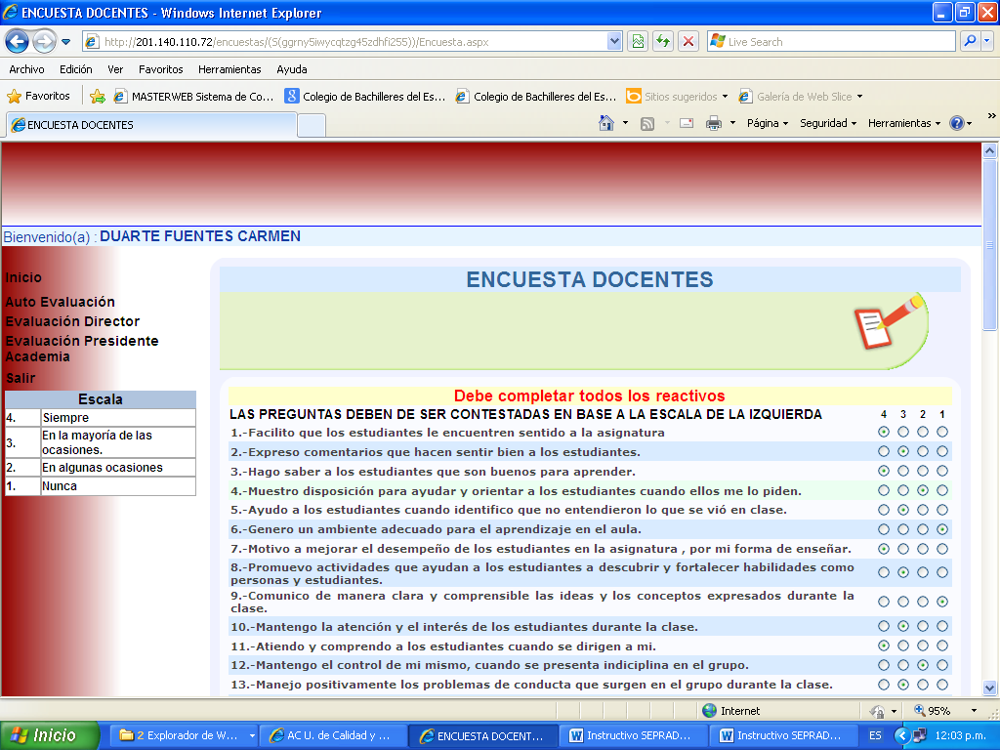 ENCUESTA DOCENTES - Windows Internet Explorer
http://201.140.110.72/encuestas/(S(ggrny5iwycqtzg45zdhfi255))/Encuesta.aspx
Live Search
Archivo Edición Ver Favoritos Herramientas Ayuda
Favoritos MASTERWEB Sistema de Co... Colegio de Bachilleres del Es... Colegio de Bachilleres del Es... Sitios sugeridos Galería de Web Slice
ENCUESTA DOCENTES Página Seguridad Herramientas
Bienvenido(a) : DUARTE FUENTES CARMEN
Inicio
Auto Evaluación
Evaluación Director
Evaluación Presidente
Academia
Salir
Escala
4. Siempre
3. En la mayoría de las
ocasiones.
2. En algunas ocasiones
1. Nunca
ENCUESTA DOCENTES
Debe completar todos los reactivos
LAS PREGUNTAS DEBEN DE SER CONTESTADAS EN BASE A LA ESCALA DE LA IZQUIERDA 4 3 2 1
1.-Facilito que los estudiantes le encuentren sentido a la asignatura
2.-Expreso comentarios que hacen sentir bien a los estudiantes.
3.-Hago saber a los estudiantes que son buenos para aprender.
4.-Muestro disposición para ayudar y orientar a los estudiantes cuando ellos me lo piden.
5.-Ayudo a los estudiantes cuando identifico que no entendieron lo que se vió en clase.
6.-Genero un ambiente adecuado para el aprendizaje en el aula.
7.-Motivo a mejorar el desempeño de los estudiantes en la asignatura , por mi forma de enseñar.
8.-Promuevo actividades que ayudan a los estudiantes a descubrir y fortalecer habilidades como
personas y estudiantes.
9.-Comunico de manera clara y comprensible las ideas y los conceptos expresados durante la
clase.
10.-Mantengo la atención y el interés de los estudiantes durante la clase.
11.-Atiendo y comprendo a los estudiantes cuando se dirigen a mi.
12.-Mantengo el control de mi mismo, cuando se presenta indiciplina en el grupo.
13.-Manejo positivamente los problemas de conducta que surgen en el grupo durante la clase.
Internet 95%
Inicio 2 Explorador de W... AC U. de Calidad y ... ENCUESTA DOCENT... Instructivo SEPRAD... Instructivo SEPRAD... ES 12:03 p.m.